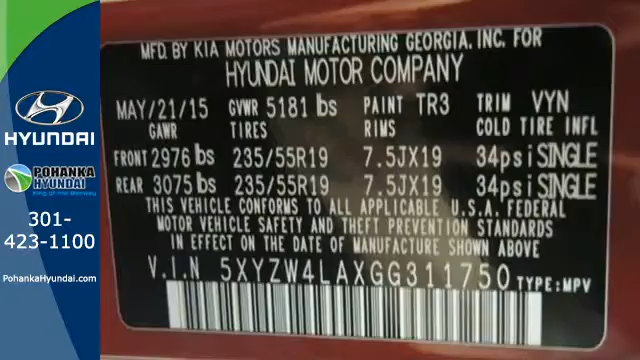 MFD. BY KIA MOTORS MANUFACTURING GEORGIA. INC. FOR
HYUNDAI MOTOR COMPANY
MAY/21/15 GVWR 5181 lbs PAINT TR3 TRIM VYN
GAWR TIRES RIMS COLD TIRE INFL
FRONT 2976 lbs 235/55R19 7.5JX19 34psi SINGLE
REAR 3075 lbs 235/55R19 7.5JX19 34psi SINGLE
THIS VEHICLE CONFORMS TO ALL APPLICABLE U.S.A. FEDERAL
MOTOR VEHICLE SAFETY AND THEFT PREVENTION STANDARDS
IN EFFECT ON THE DATE OF MANUFACTURE SHOWN ABOVE
V.I.N 5XYZW4LAXGG311750 TYPE:MPV
HYUNDAI
POHANKA
HYUNDAI
King of the Beltway
301-
423-1100
PohankaHyundai.com